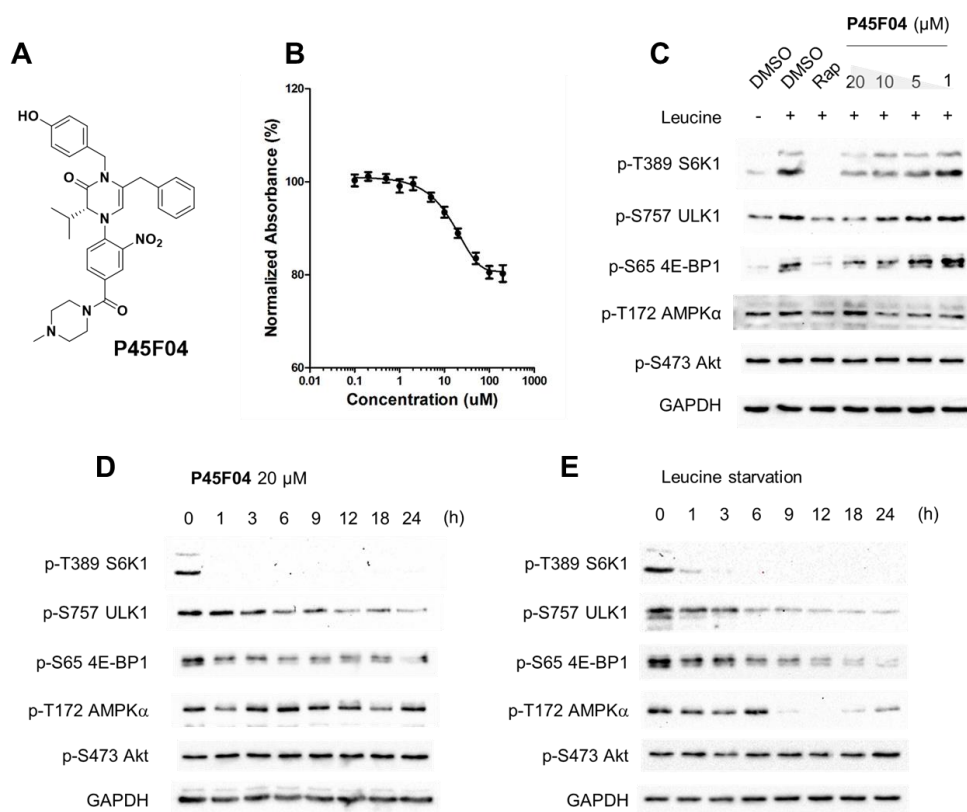 A
HO
O
N
N
NO₂
N
O
N
P45F04
B
120
100
80
60
Normalized Absorbance (%)
0.01 0.1 1 10 100 1000
Concentration (uM)
C
P45F04 (µM)
DMSO DMSO Rap 20 10 5 1
Leucine - + + + + + +
p-T389 S6K1
p-S757 ULK1
p-S65 4E-BP1
p-T172 AMPKα
p-S473 Akt
GAPDH
D
P45F04 20 µM
0 1 3 6 9 12 18 24 (h)
p-T389 S6K1
p-S757 ULK1
p-S65 4E-BP1
p-T172 AMPKα
p-S473 Akt
GAPDH
E
Leucine starvation
0 1 3 6 9 12 18 24 (h)
p-T389 S6K1
p-S757 ULK1
p-S65 4E-BP1
p-T172 AMPKα
p-S473 Akt
GAPDH